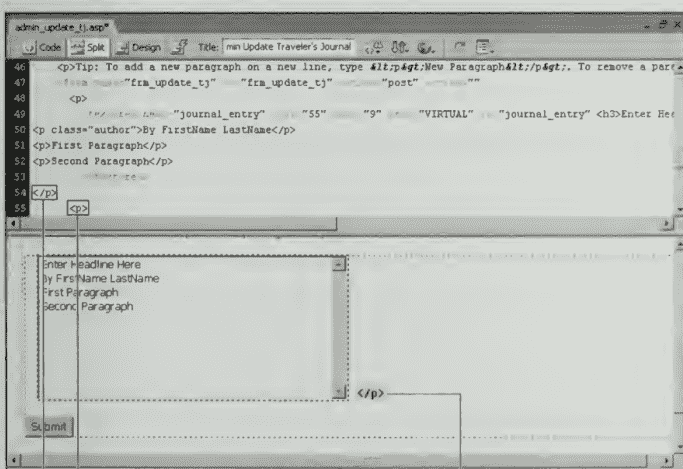 admin_update_tj.asp*
Code Split Design Title: min Update Traveler's Journal
46 <p>Tip: To add a new paragraph on a new line, type &lt;p&gt;New Paragraph&lt;/p&gt;. To remove a para
47 "frm_update_tj" "frm_update_tj" "post" ""
48 <p>
49 "journal_entry" "55" "9" "VIRTUAL" "journal_entry" <h3>Enter Hea
50 <p class="author">By FirstName LastName</p>
51 <p>First Paragraph</p>
52 <p>Second Paragraph</p>
53
54 </p>
55 <p>
Enter Headline Here
By FirstName LastName
First Paragraph
Second Paragraph
</p>
Submit